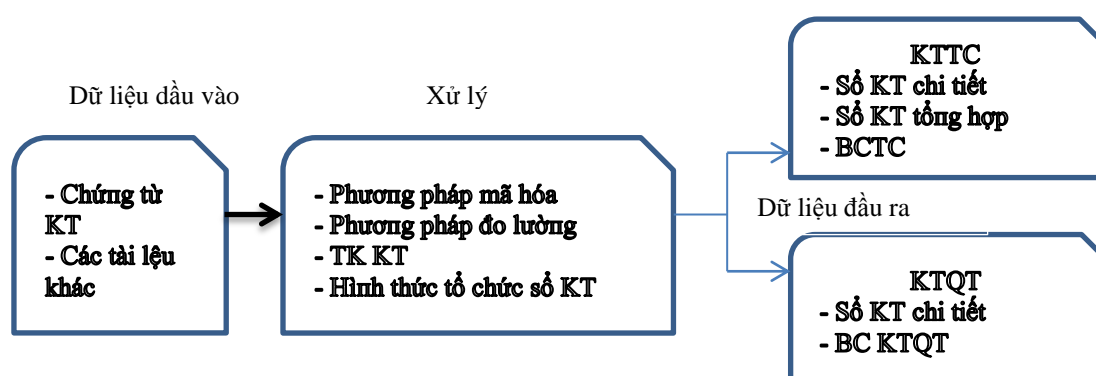 Dữ liệu dầu vào
- Chứng từ
KT
- Các tài lệu
khác
Xử lý
- Phương pháp mã hóa
- Phương pháp đo lường
- TK KT
- Hình thức tổ chức sổ KT
Dữ liệu đầu ra
KTTC
- Sổ KT chi tiết
- Sổ KT tổng hợp
- BCTC
KTQT
- Sổ KT chi tiết
- BC KTQT